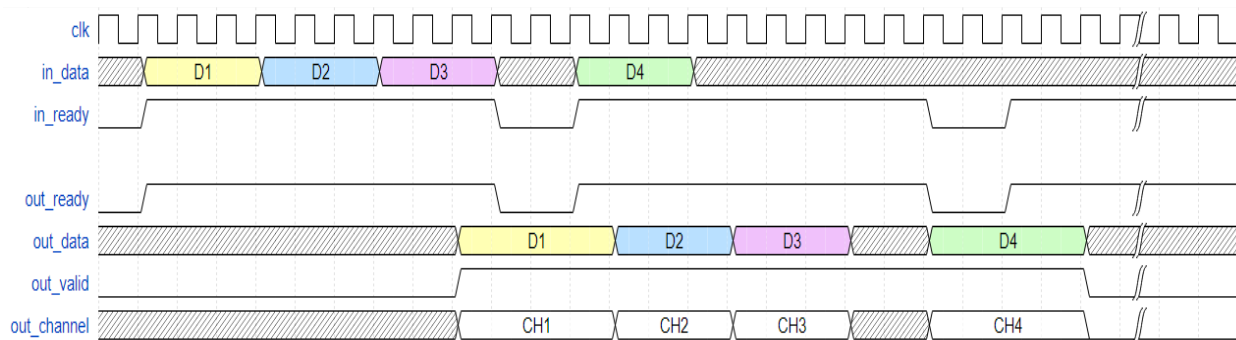 clk
in_data D1 D2 D3 D4
in_ready
out_ready
out_data D1 D2 D3 D4
out_valid
out_channel CH1 CH2 CH3 CH4